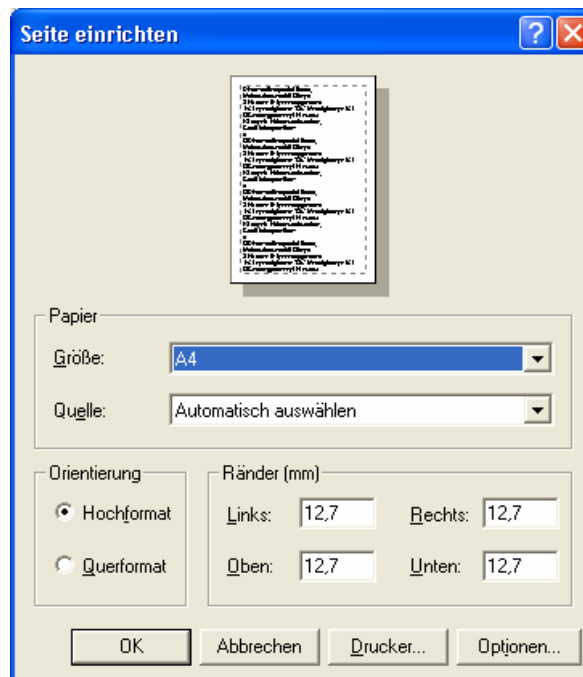 Seite einrichten
Papier
Größe: A4
Quelle: Automatisch auswählen
Orientierung
Hochformat
Querformat
Ränder (mm)
Links: 12,7 Rechts: 12,7
Oben: 12,7 Unten: 12,7
OK Abbrechen Drucker... Optionen...